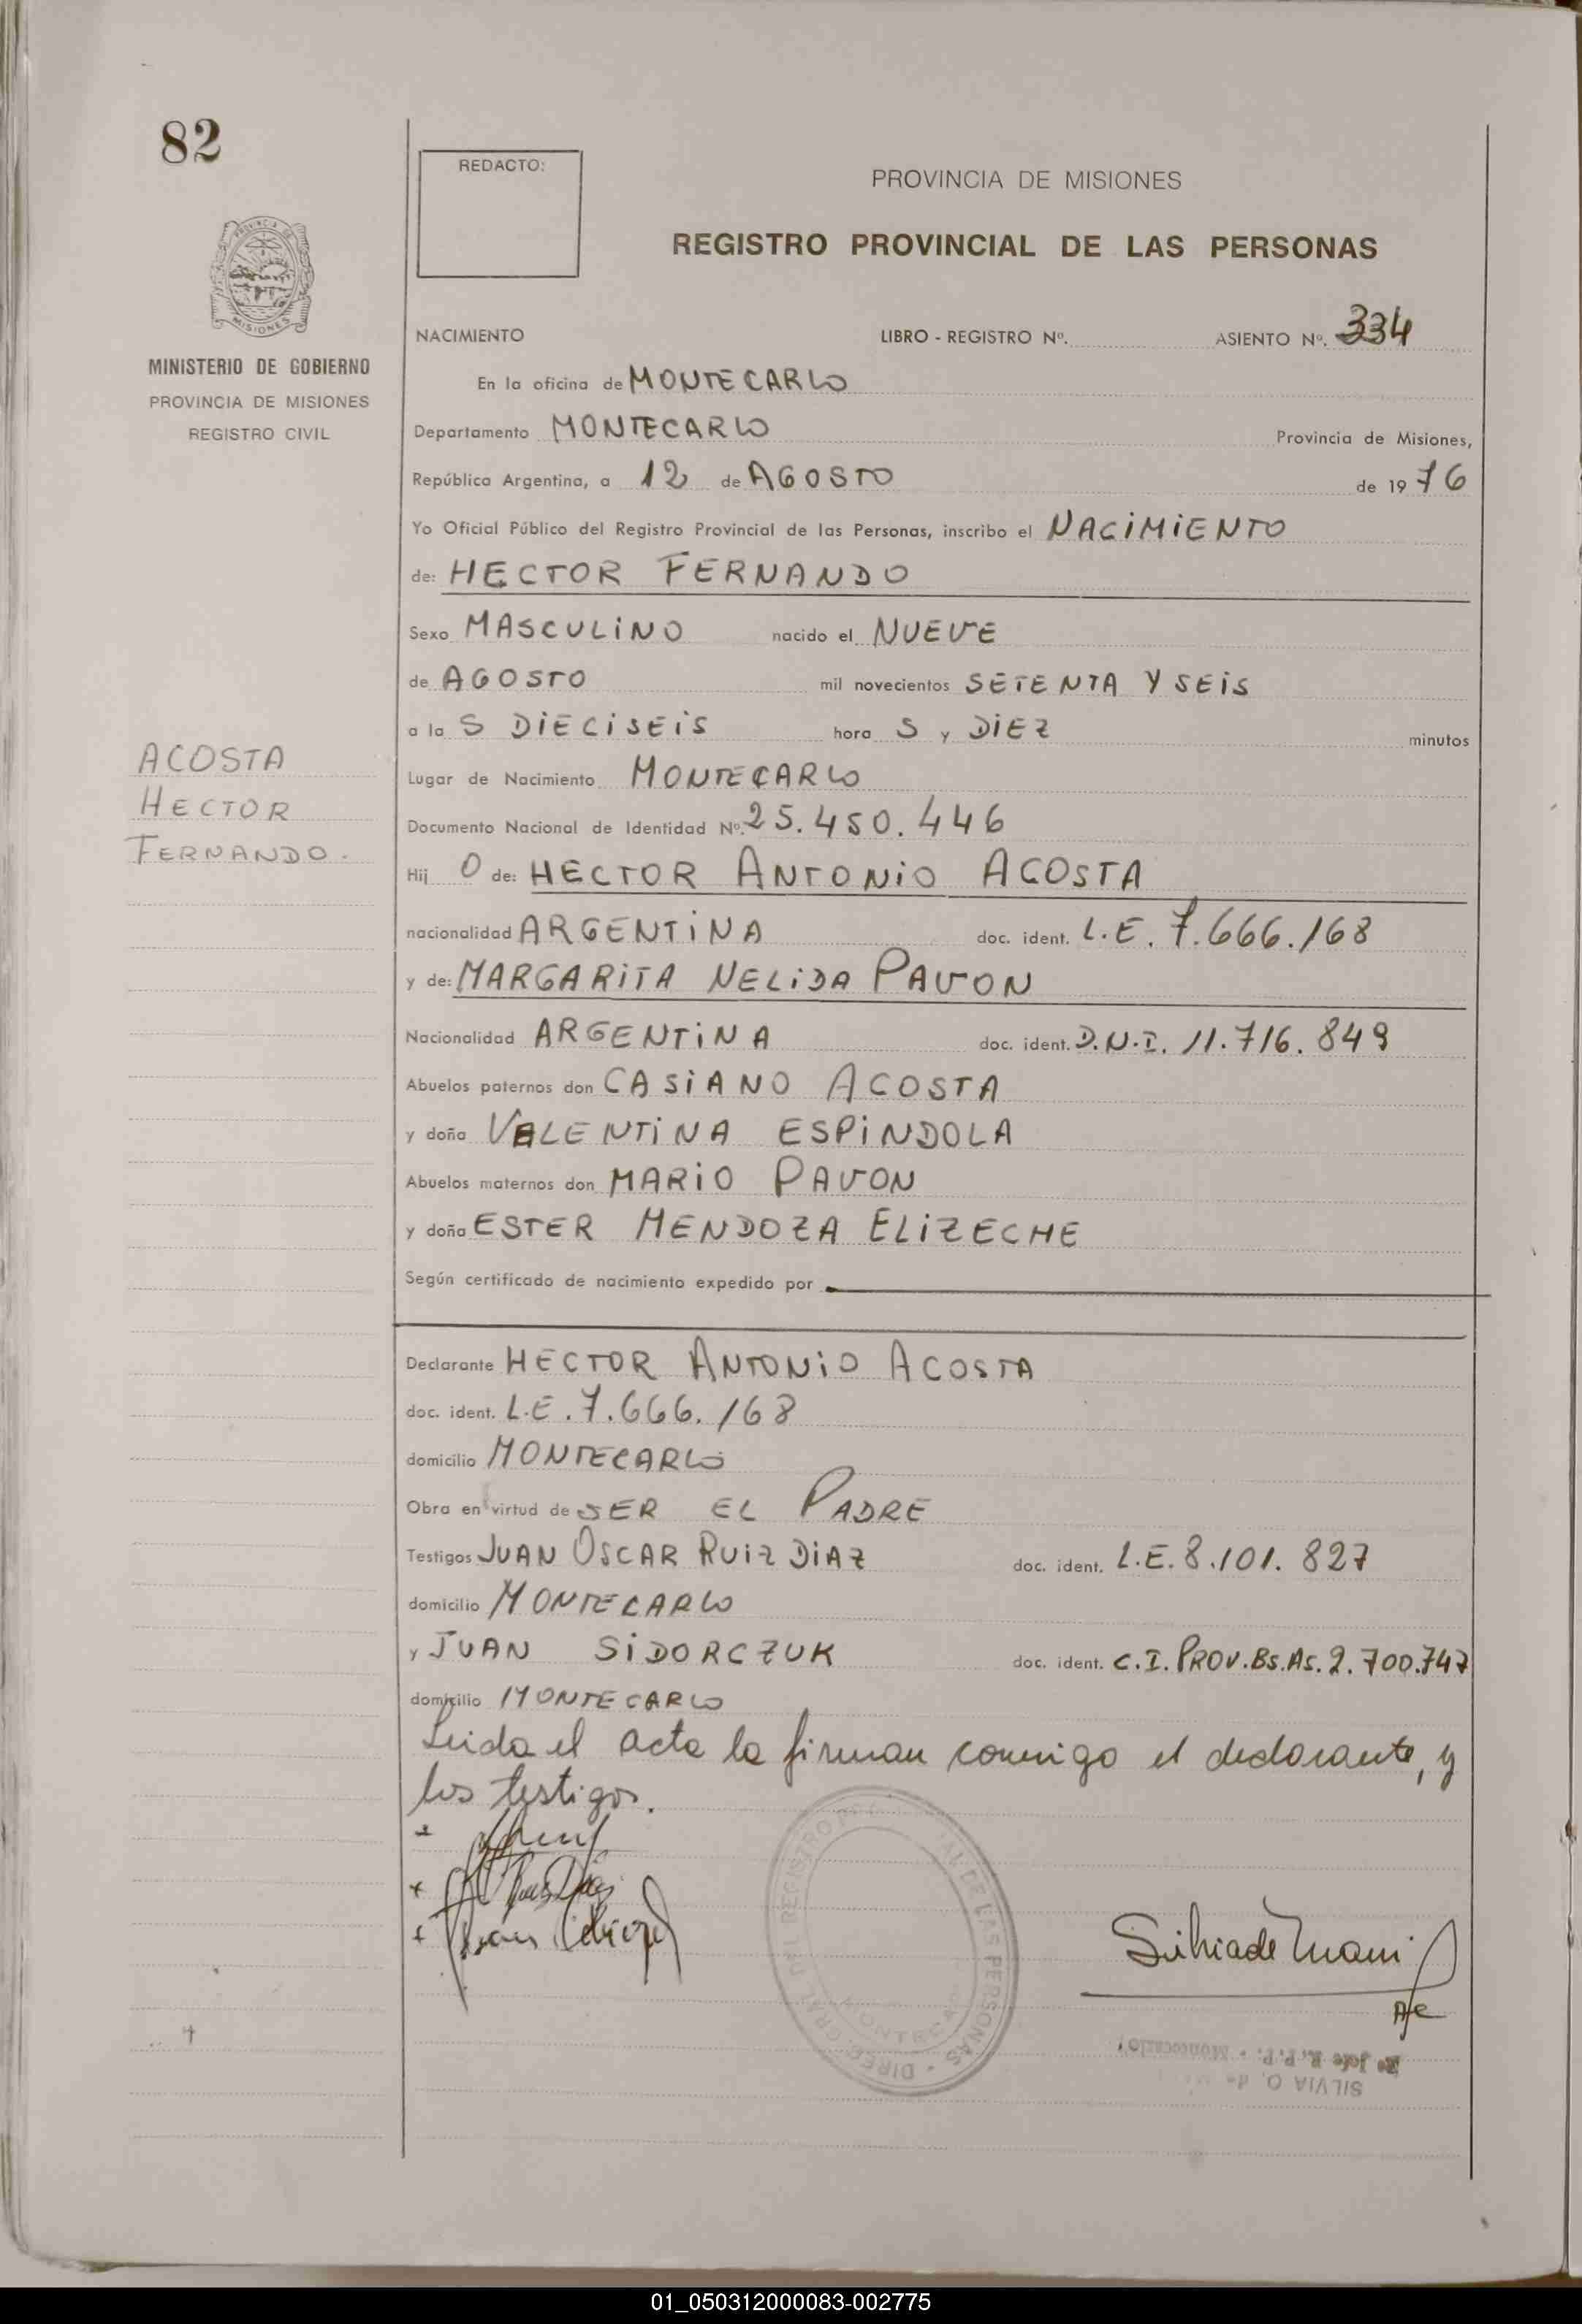 82
REDACTO:
PROVINCIA DE MISIONES
REGISTRO PROVINCIAL DE LAS PERSONAS
MISIONES
MINISTERIO DE GOBIERNO
PROVINCIA DE MISIONES
REGISTRO CIVIL
NACIMIENTO LIBRO - REGISTRO Nº. ASIENTO Nº. 334
En la oficina de MONTECARLO
Departamento MONTECARLO Provincia de Misiones,
República Argentina, a 12 de AGOSTO de 1976
Yo Oficial Público del Registro Provincial de las Personas, inscribo el NACIMIENTO
de: HECTOR FERNANDO
Sexo MASCULINO nacido el NUEVE
de AGOSTO mil novecientos SETENTA Y SEIS
a la S DIECISEIS hora S y DIEZ minutos
ACOSTA
HECTOR
FERNANDO.
Lugar de Nacimiento MONTECARLO
Documento Nacional de Identidad Nº. 25.450.446
Hij O de: HECTOR ANTONIO ACOSTA
nacionalidad ARGENTINA doc. ident. L.E. 7.666.168
y de: MARGARITA NELIDA PAVON
Nacionalidad ARGENTINA doc. ident. D.N.I. 11.716.849
Abuelos paternos don CASIANO ACOSTA
y doña VALENTINA ESPINDOLA
Abuelos maternos don MARIO PAVON
y doña ESTER MENDOZA ELIZECHE
Según certificado de nacimiento expedido por
Declarante HECTOR ANTONIO ACOSTA
doc. ident. L.E. 7.666.168
domicilio MONTECARLO
Obra en virtud de SER EL PADRE
Testigos JUAN OSCAR RUIZ DIAZ doc. ident. L.E. 8.101.827
domicilio MONTECARLO
y JUAN SIDORCZUK doc. ident. C.I. PROV.BS.AS. 2.700.747
domicilio MONTECARLO
Leida el acta la firman conmigo el declarante, y
los testigos.
SILVIA O. de
01_050312000083-002775